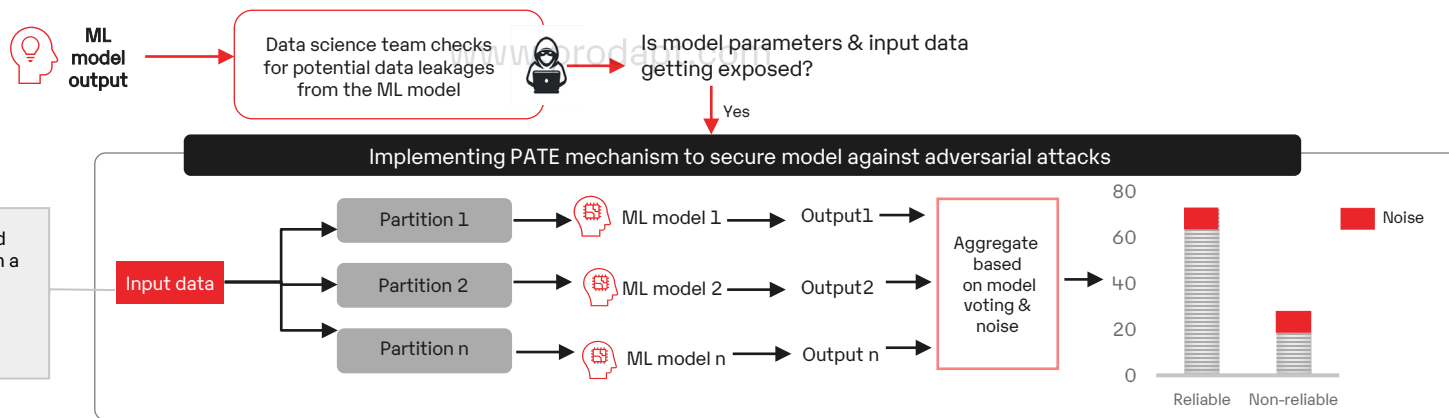 ML
model
output
Data science team checks
for potential data leakages
from the ML model
www.prodapt.com
Is model parameters & input data
getting exposed?
Yes
Implementing PATE mechanism to secure model against adversarial attacks
d
n a
Input data
Partition 1
ML model 1
Output1
Partition 2
ML model 2
Output2
Partition n
ML model n
Output n
Aggregate
based
on model
voting &
noise
80
60
40
20
0
Reliable
Non-reliable
Noise